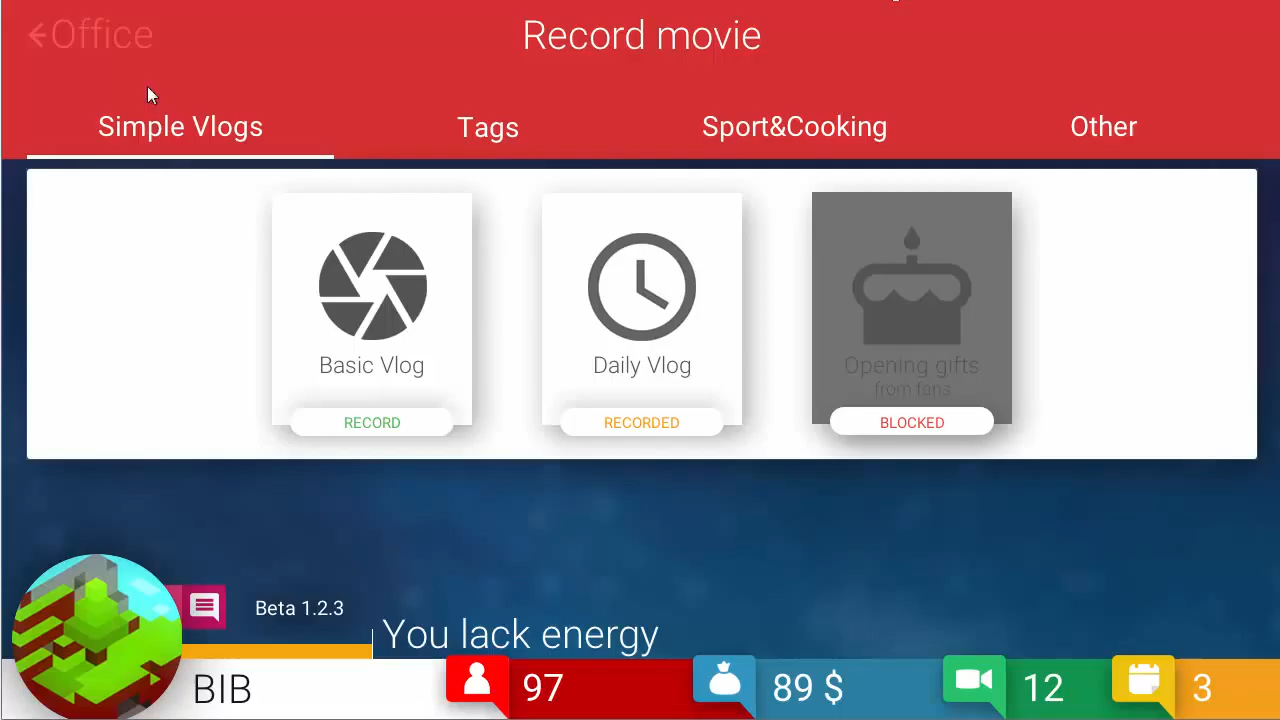 Office
Record movie
Simple Vlogs
Tags
Sport&Cooking
Other
Basic Vlog
RECORD
Daily Vlog
RECORDED
Opening gifts
from fans
BLOCKED
Beta 1.2.3
You lack energy
BIB
97
89 $
12
3